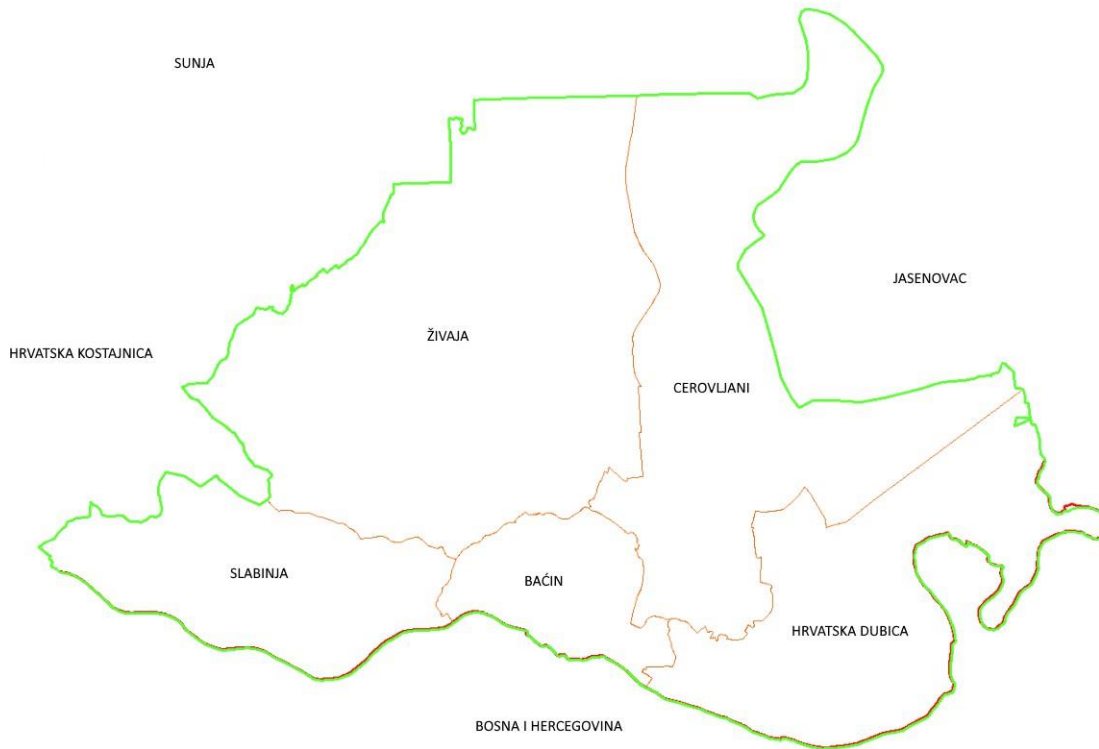 SUNJA
JASENOVAC
ŽIVAJA
HRVATSKA KOSTAJNICA
CEROVLJANI
SLABINJA
BAĆIN
HRVATSKA DUBICA
BOSNA I HERCEGOVINA